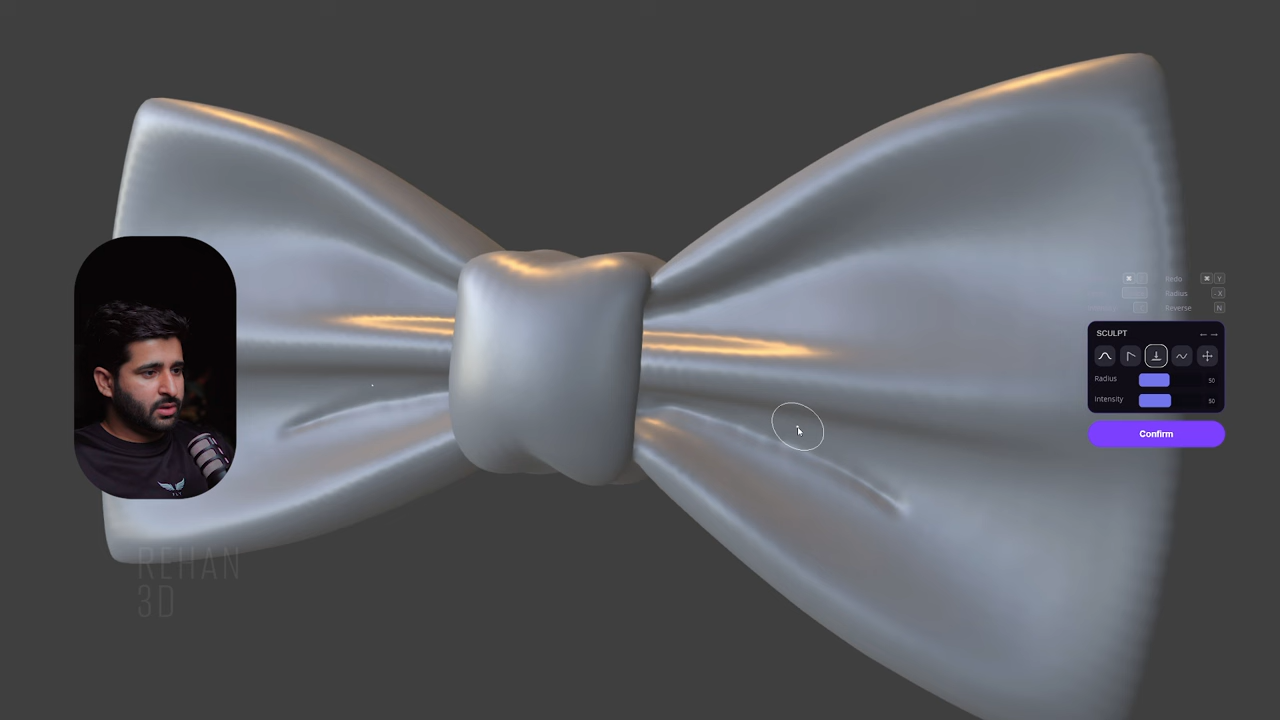 ⌘ Redo ⌘ Y
Radius - X
Reverse N
SCULPT ← →
Radius 50
Intensity 50
Confirm
REHAN
3D